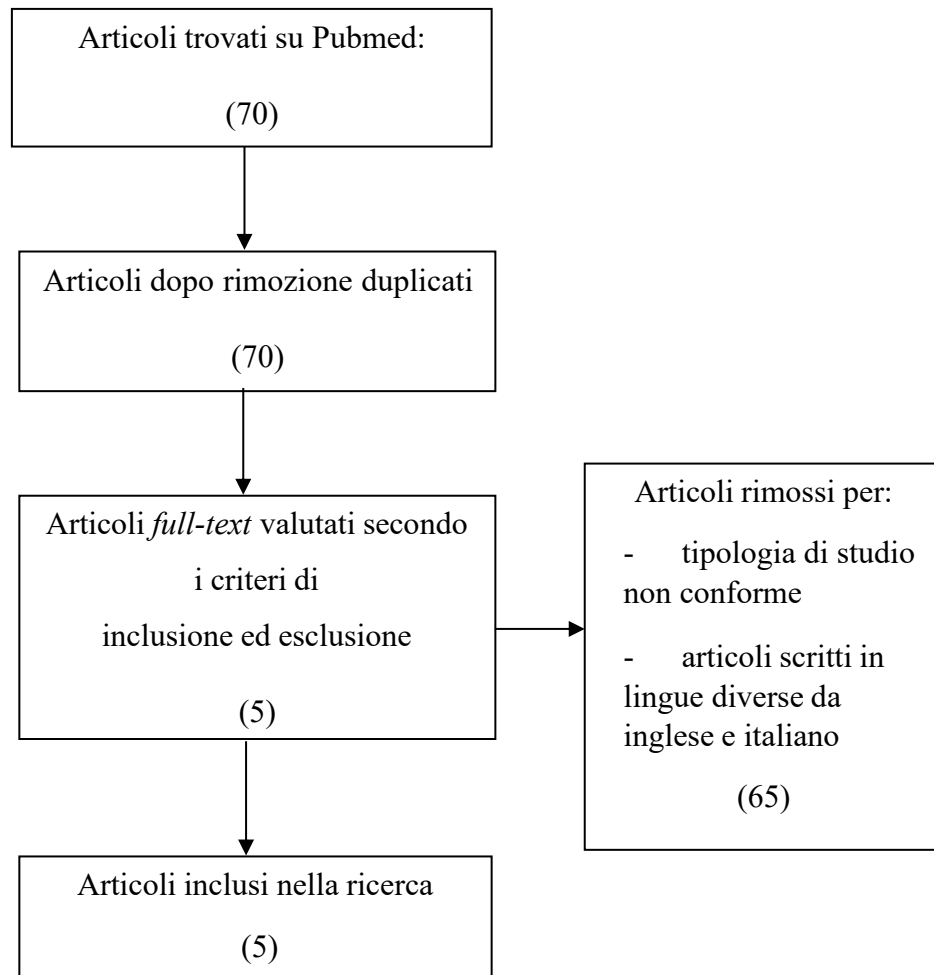 Articoli trovati su Pubmed:
(70)
Articoli dopo rimozione duplicati
(70)
Articoli full-text valutati secondo
i criteri di
inclusione ed esclusione
(5)
Articoli rimossi per:
- tipologia di studio
non conforme
- articoli scritti in
lingue diverse da
inglese e italiano
(65)
Articoli inclusi nella ricerca
(5)